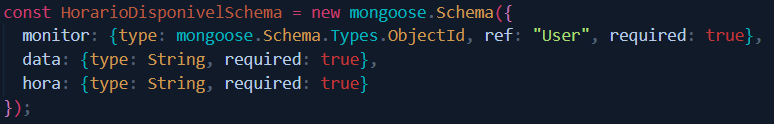 const HorarioDisponivelSchema = new mongoose.Schema({
  monitor: {type: mongoose.Schema.Types.ObjectId, ref: "User", required: true},
  data: {type: String, required: true},
  hora: {type: String, required: true}
});